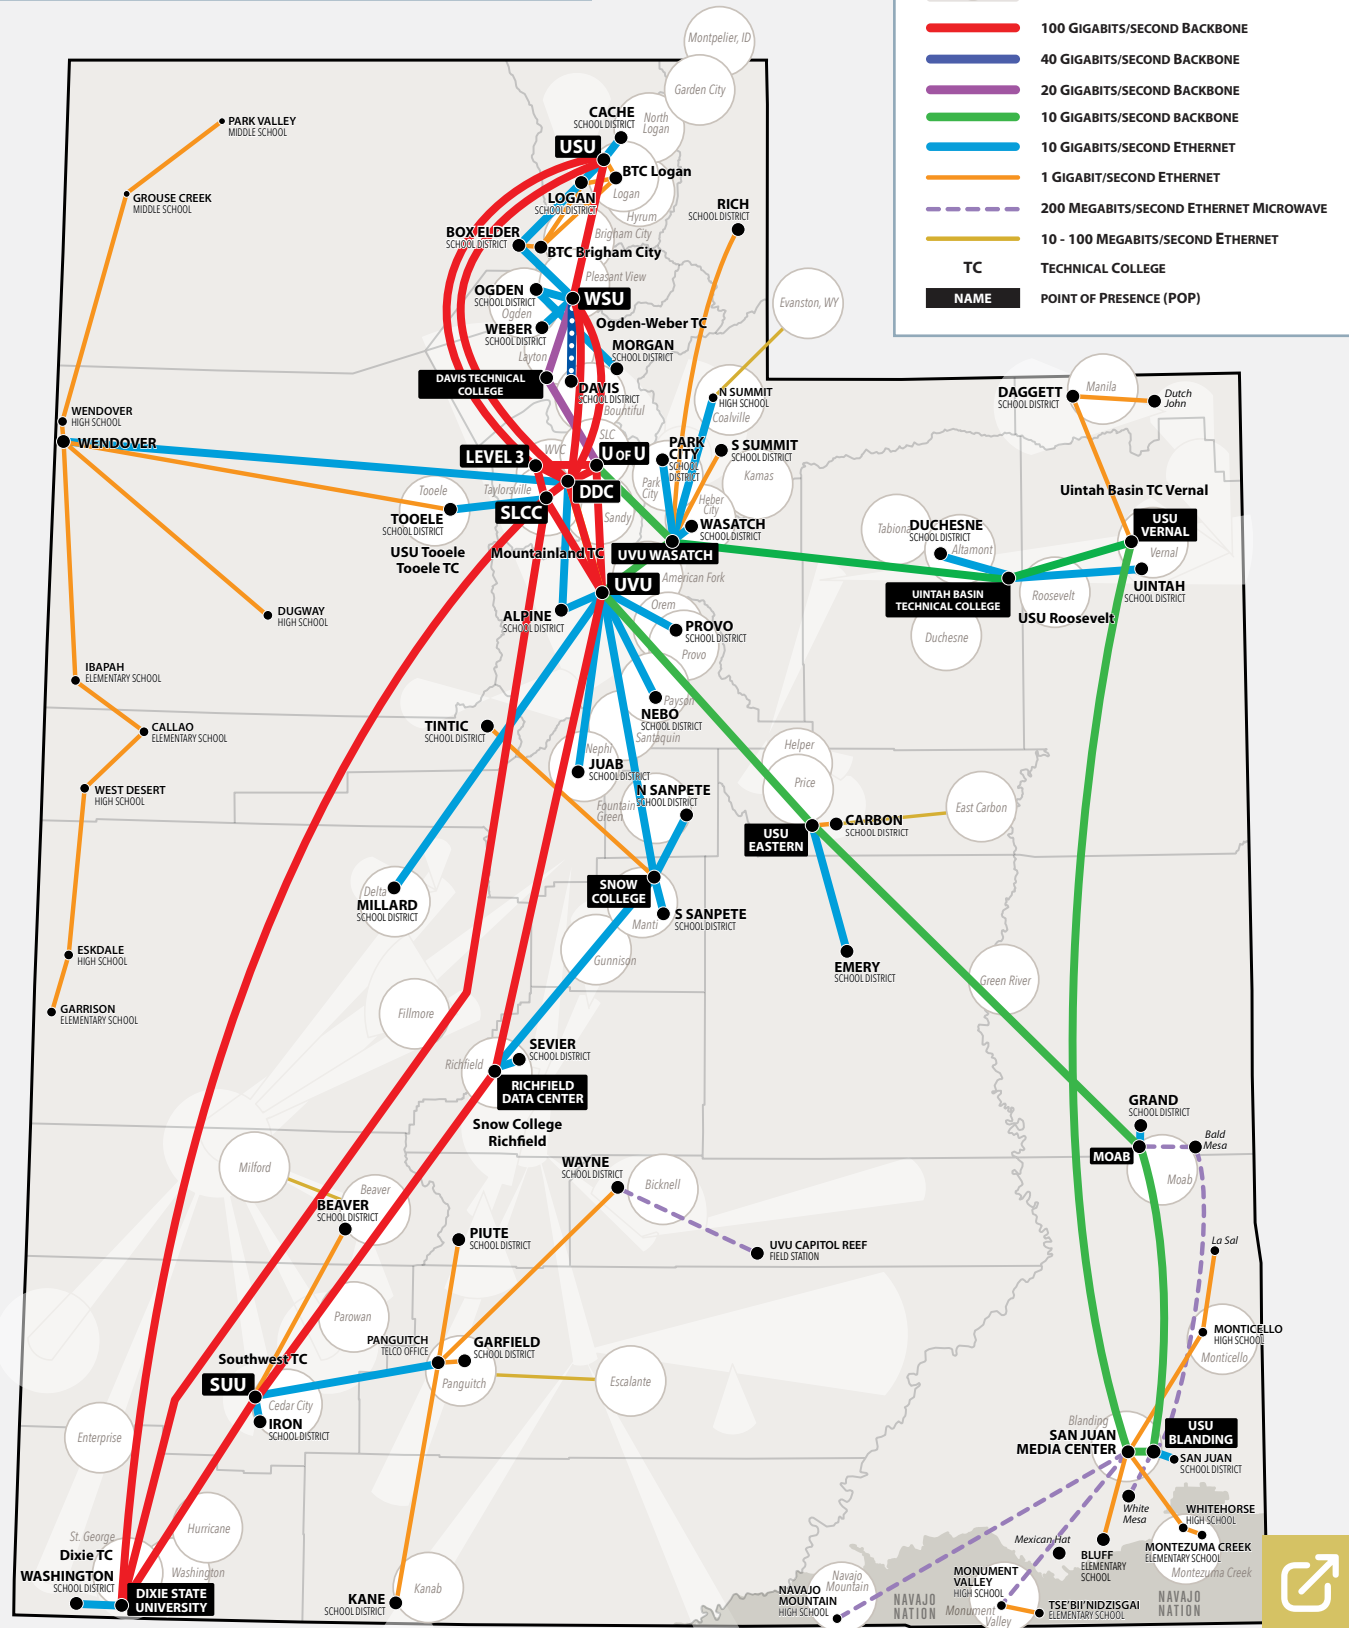 100 GIGABITS/SECOND BACKBONE
40 GIGABITS/SECOND BACKBONE
20 GIGABITS/SECOND BACKBONE
10 GIGABITS/SECOND BACKBONE
10 GIGABITS/SECOND ETHERNET
1 GIGABIT/SECOND ETHERNET
200 MEGABITS/SECOND ETHERNET MICROWAVE
10 - 100 MEGABITS/SECOND ETHERNET
TC TECHNICAL COLLEGE
NAME POINT OF PRESENCE (POP)
Montpelier, ID
Garden City
North
Logan
CACHE
SCHOOL DISTRICT
USU
BTC Logan
Logan
LOGAN
SCHOOL DISTRICT
Hyrum
PARK VALLEY
MIDDLE SCHOOL
GROUSE CREEK
MIDDLE SCHOOL
RICH
SCHOOL DISTRICT
BOX ELDER
SCHOOL DISTRICT
Brigham City
BTC Brigham City
Pleasant View
OGDEN
SCHOOL DISTRICT
Ogden
WSU
Evanston, WY
WEBER
SCHOOL DISTRICT
Ogden-Weber TC
MORGAN
SCHOOL DISTRICT
Layton
DAVIS TECHNICAL
COLLEGE
DAVIS
SCHOOL DISTRICT
Bountiful
N SUMMIT
HIGH SCHOOL
Coalville
DAGGETT
SCHOOL DISTRICT
Manila
Dutch
John
WENDOVER
HIGH SCHOOL
WENDOVER
SLC
WVC
LEVEL 3
U OF U
PARK
CITY
SCHOOL
DISTRICT
S SUMMIT
SCHOOL DISTRICT
Kamas
Park
City
Heber
City
Tooele
Taylorsville
DDC
SLCC
Sandy
TOOELE
SCHOOL DISTRICT
USU Tooele
Tooele TC
Mountainland TC
WASATCH
SCHOOL DISTRICT
UVU WASATCH
American Fork
Uintah Basin TC Vernal
USU
VERNAL
Vernal
Tabiona
DUCHESNE
SCHOOL DISTRICT
Altamont
UINTAH
SCHOOL DISTRICT
UINTAH BASIN
TECHNICAL COLLEGE
Roosevelt
USU Roosevelt
Duchesne
UVU
ALPINE
SCHOOL DISTRICT
Orem
PROVO
SCHOOL DISTRICT
Provo
DUGWAY
HIGH SCHOOL
IBAPAH
ELEMENTARY SCHOOL
CALLAO
ELEMENTARY SCHOOL
WEST DESERT
HIGH SCHOOL
TINTIC
SCHOOL DISTRICT
Payson
NEBO
SCHOOL DISTRICT
Santaquin
Nephi
JUAB
SCHOOL DISTRICT
Helper
Price
N SANPETE
SCHOOL DISTRICT
Fountain
Green
East Carbon
CARBON
SCHOOL DISTRICT
USU
EASTERN
SNOW
COLLEGE
S SANPETE
SCHOOL DISTRICT
Manti
Delta
MILLARD
SCHOOL DISTRICT
Gunnison
EMERY
SCHOOL DISTRICT
Green River
ESKDALE
HIGH SCHOOL
GARRISON
ELEMENTARY SCHOOL
Fillmore
SEVIER
SCHOOL DISTRICT
Richfield
RICHFIELD
DATA CENTER
Snow College
Richfield
GRAND
SCHOOL DISTRICT
Bald
Mesa
MOAB
Moab
Milford
WAYNE
SCHOOL DISTRICT
Bicknell
Beaver
BEAVER
SCHOOL DISTRICT
PIUTE
SCHOOL DISTRICT
UVU CAPITOL REEF
FIELD STATION
La Sal
Parowan
PANGUITCH
TELCO OFFICE
GARFIELD
SCHOOL DISTRICT
Panguitch
Escalante
MONTICELLO
HIGH SCHOOL
Monticello
Southwest TC
SUU
Cedar City
IRON
SCHOOL DISTRICT
Enterprise
Blanding
SAN JUAN
MEDIA CENTER
USU
BLANDING
SAN JUAN
SCHOOL DISTRICT
White
Mesa
WHITEHORSE
HIGH SCHOOL
MONTEZUMA CREEK
ELEMENTARY SCHOOL
Montezuma Creek
Mexican Hat
BLUFF
ELEMENTARY
SCHOOL
Hurricane
St. George
Dixie TC
WASHINGTON
SCHOOL DISTRICT
Washington
DIXIE STATE
UNIVERSITY
KANE
SCHOOL DISTRICT
Kanab
NAVAJO
MOUNTAIN
HIGH SCHOOL
Navajo
Mountain
NAVAJO
NATION
MONUMENT
VALLEY
HIGH SCHOOL
Monument
Valley
TSE'BII'NIDZISGAI
ELEMENTARY SCHOOL
NAVAJO
NATION